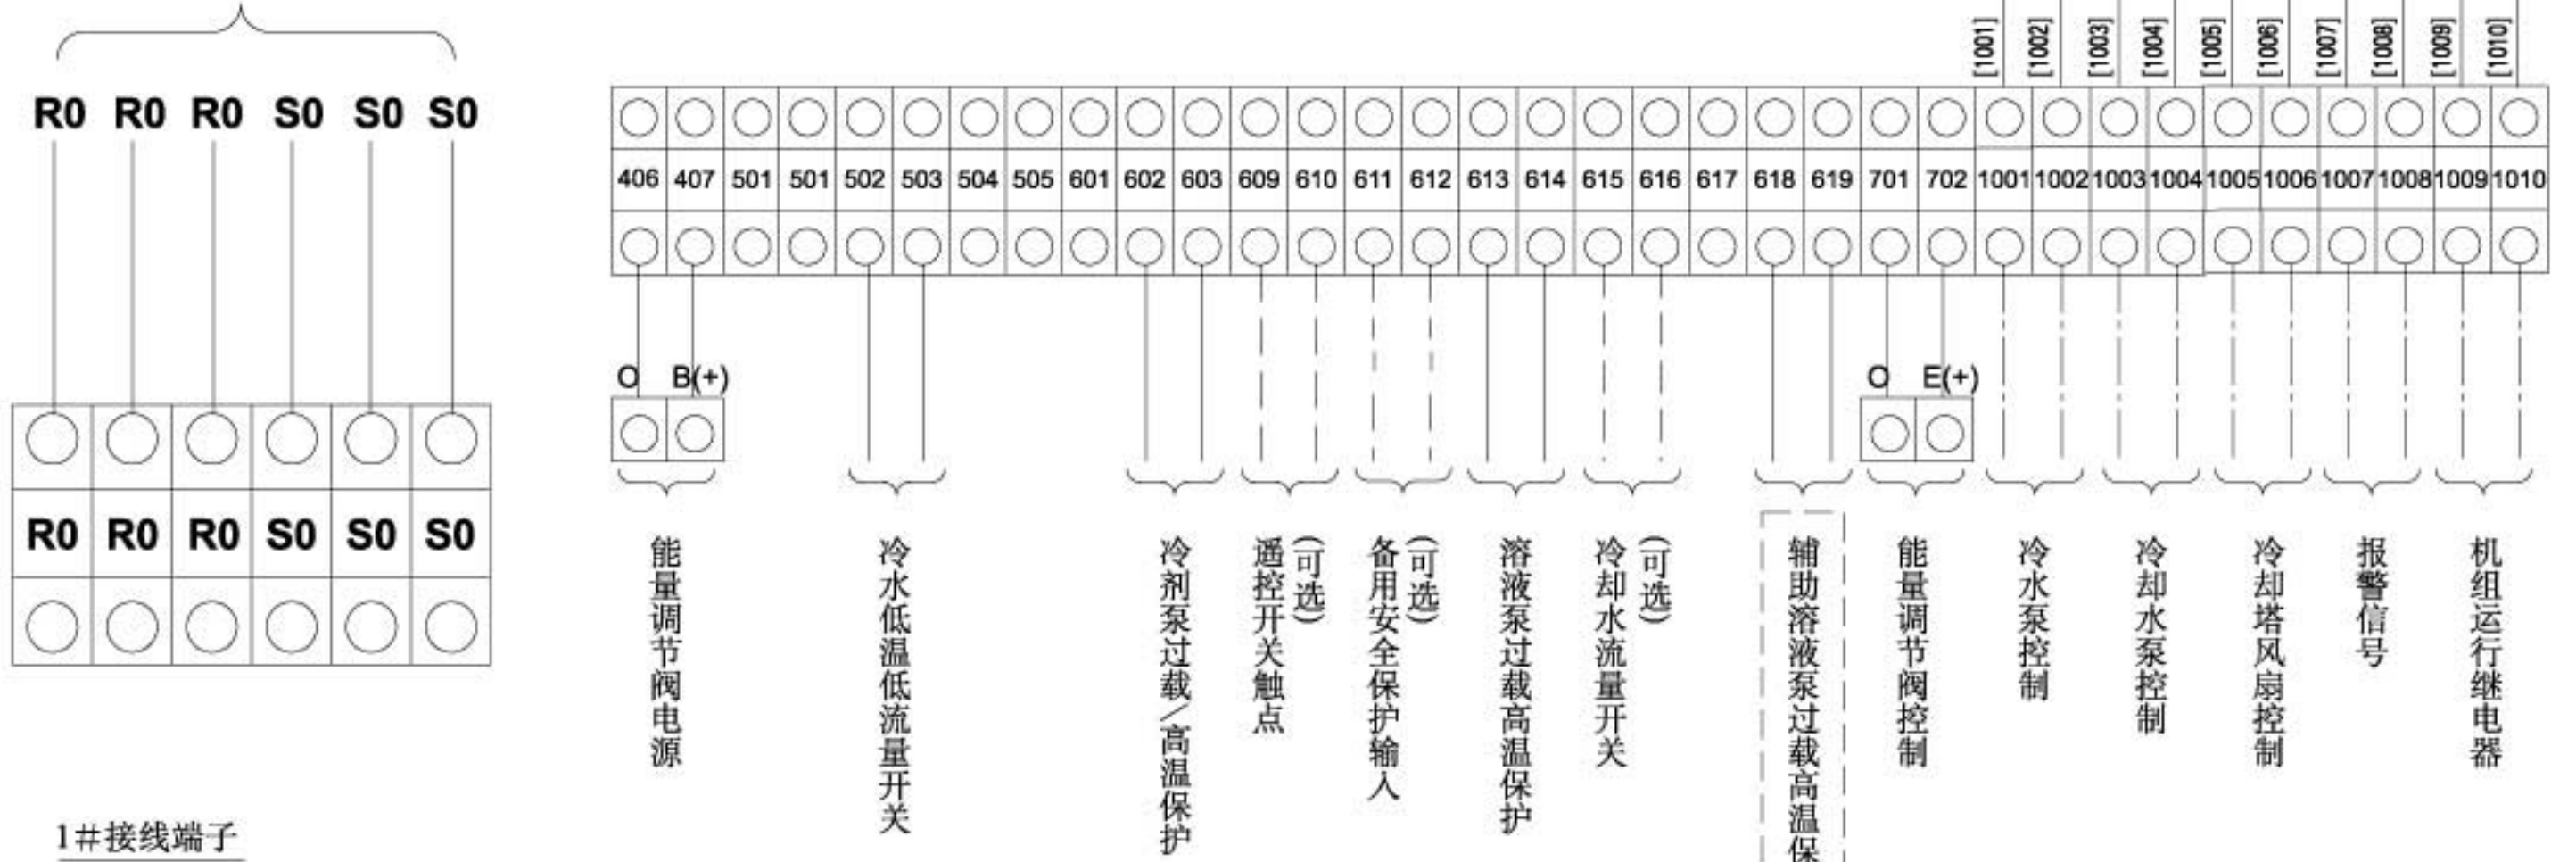 [1001] [1002] [1003] [1004] [1005] [1006] [1007] [1008] [1009] [1010]
R0 R0 R0 S0 S0 S0
406 407 501 501 502 503 504 505 601 602 603 609 610 611 612 613 614 615 616 617 618 619 701 702 1001 1002 1003 1004 1005 1006 1007 1008 1009 1010
O B(+)
O E(+)
R0 R0 R0 S0 S0 S0
能量调节阀电源
冷水低温低流量开关
冷剂泵过载/高温保护
遥控开关触点
(可选)
备用安全保护输入
(可选)
溶液泵过载高温保护
冷却水流量开关
(可选)
辅助溶液泵过载高温保
能量调节阀控制
冷水泵控制
冷却水泵控制
冷却塔风扇控制
报警信号
机组运行继电器
1#接线端子